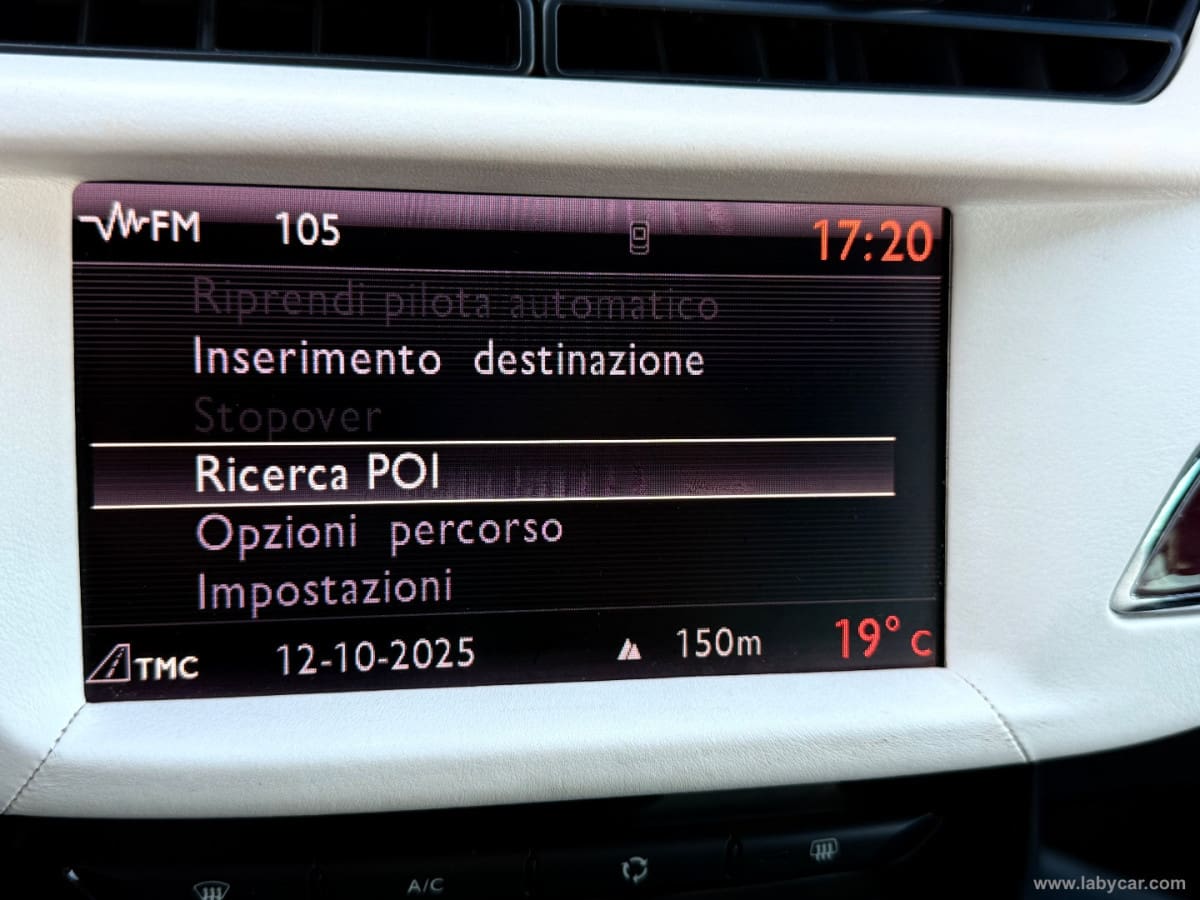 FM 105 17:20
Riprendi pilota automatico
Inserimento destinazione
Stopover
Ricerca POI
Opzioni percorso
Impostazioni
TMC 12-10-2025 150m 19° C
A/C
www.labycar.com